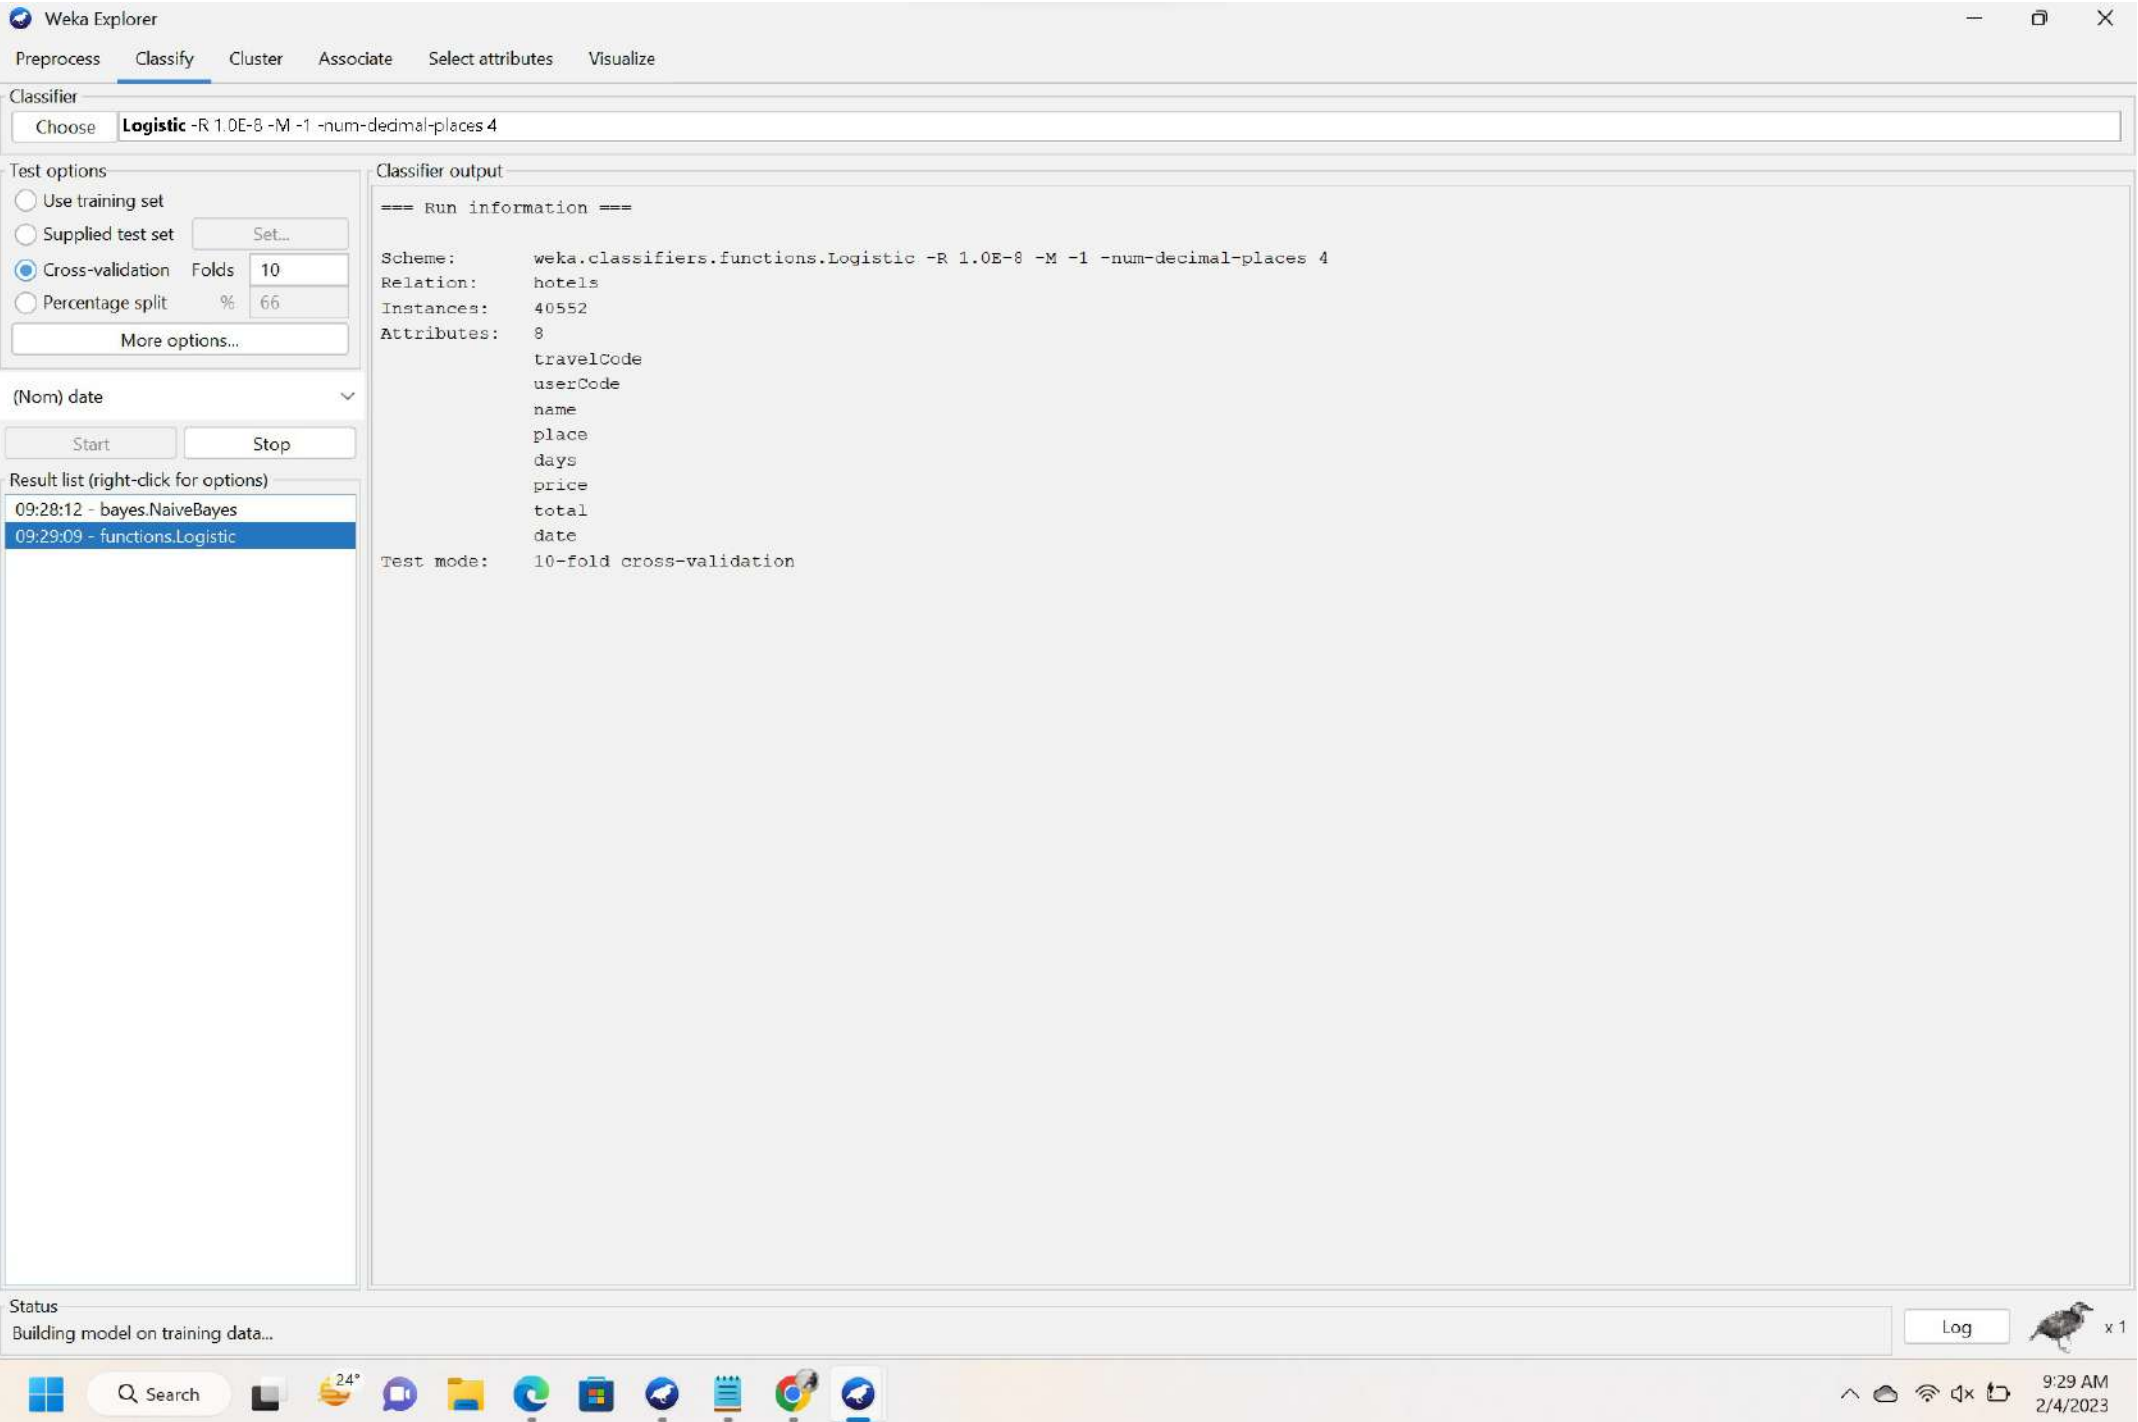 Weka Explorer
Preprocess Classify Cluster Associate Select attributes Visualize
Classifier
Choose Logistic -R 1.0E-8 -M -1 -num-decimal-places 4
Test options
Use training set
Supplied test set Set...
Cross-validation Folds 10
Percentage split % 66
More options...
(Nom) date
Start Stop
Result list (right-click for options)
09:28:12 - bayes.NaiveBayes
09:29:09 - functions.Logistic
Classifier output
=== Run information ===
Scheme: weka.classifiers.functions.Logistic -R 1.0E-8 -M -1 -num-decimal-places 4
Relation: hotels
Instances: 40552
Attributes: 8
travelCode
userCode
name
place
days
price
total
date
Test mode: 10-fold cross-validation
Status
Building model on training data...
Log x 1
Search 24°
9:29 AM
2/4/2023